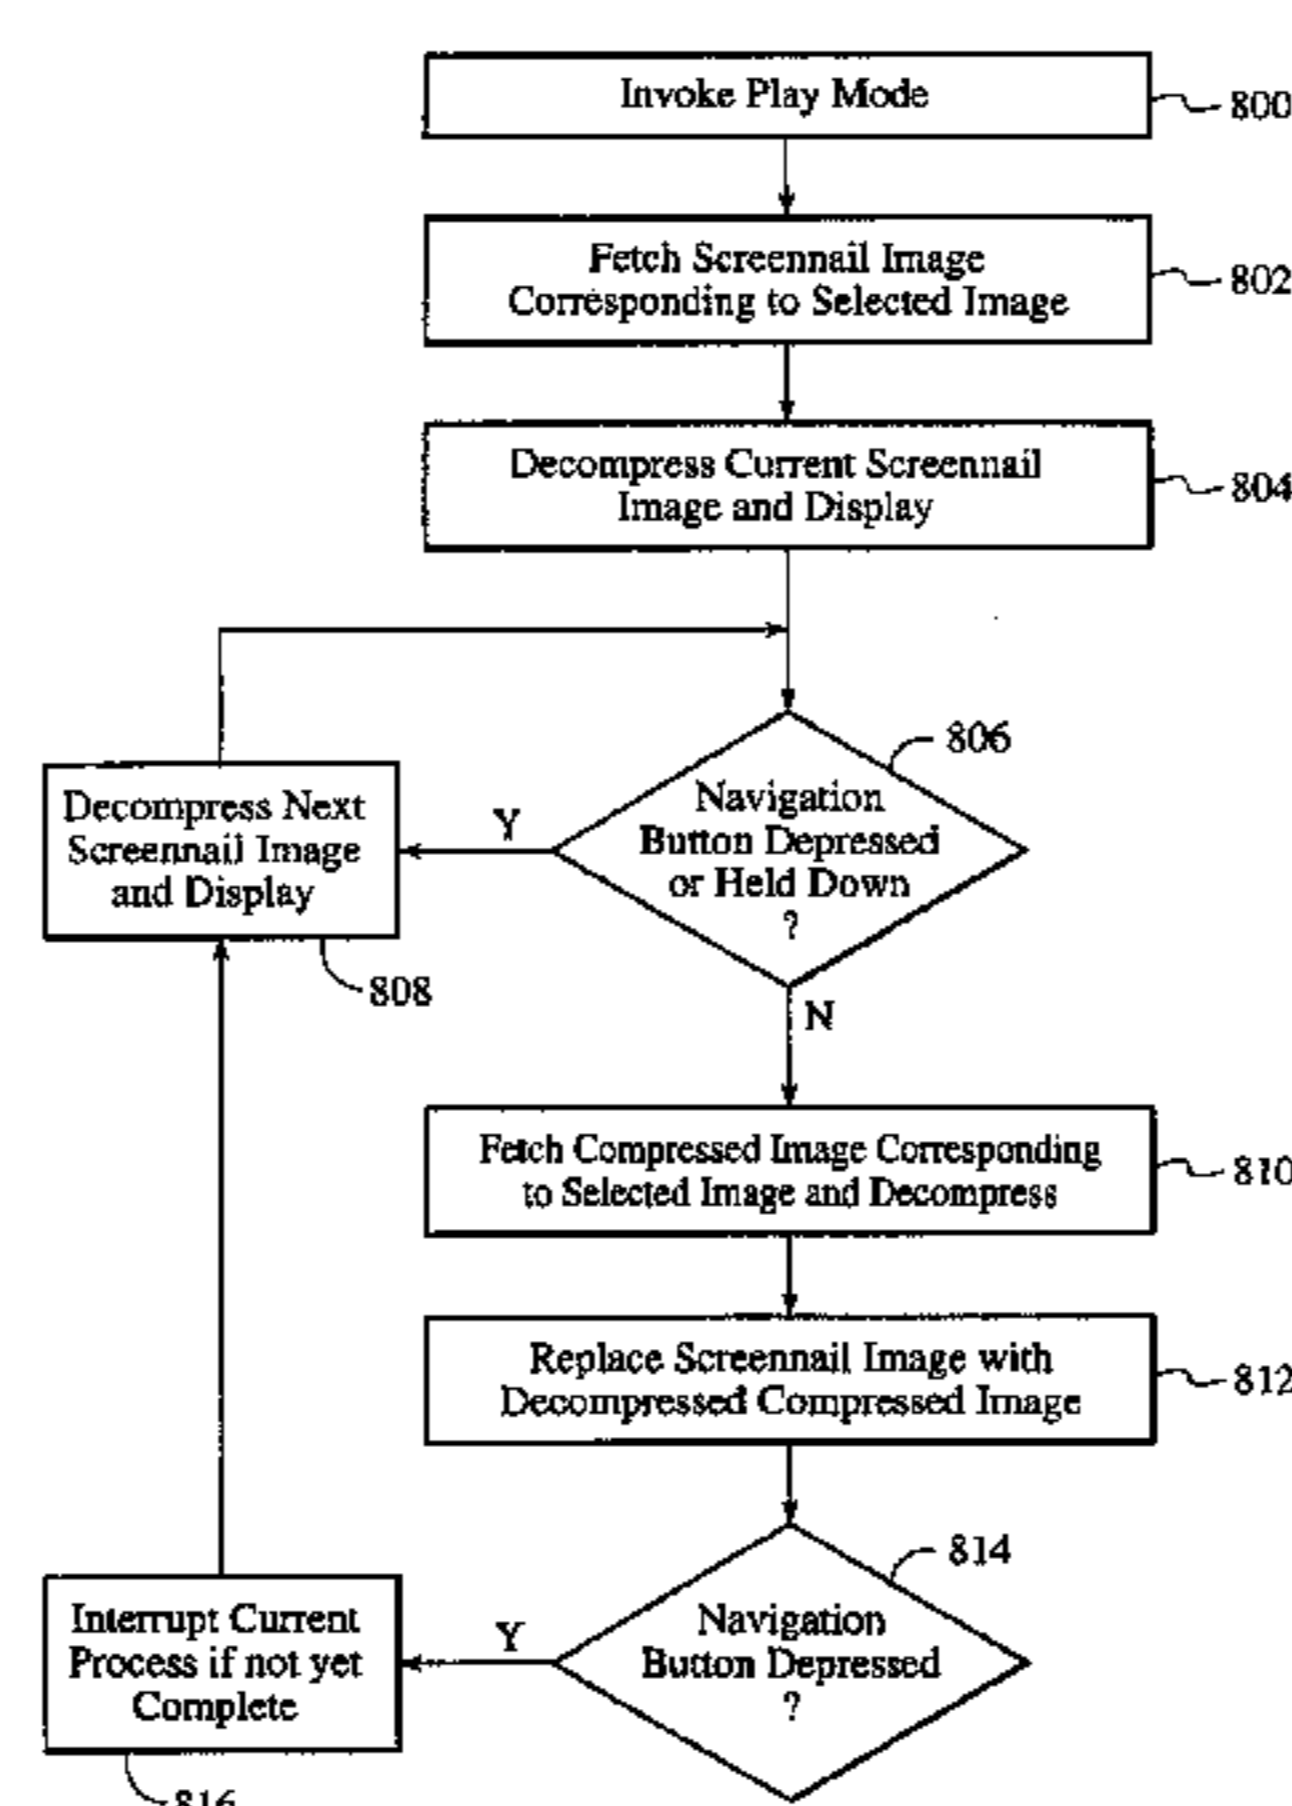 Invoke Play Mode
800
Fetch Screennail Image
Corresponding to Selected Image
802
Decompress Current Screennail
Image and Display
804
806
Navigation
Button Depressed
or Held Down
?
Y
Decompress Next
Screennail Image
and Display
808
N
Fetch Compressed Image Corresponding
to Selected Image and Decompress
810
Replace Screennail Image with
Decompressed Compressed Image
812
814
Navigation
Button Depressed
?
Y
Interrupt Current
Process if not yet
Complete
816